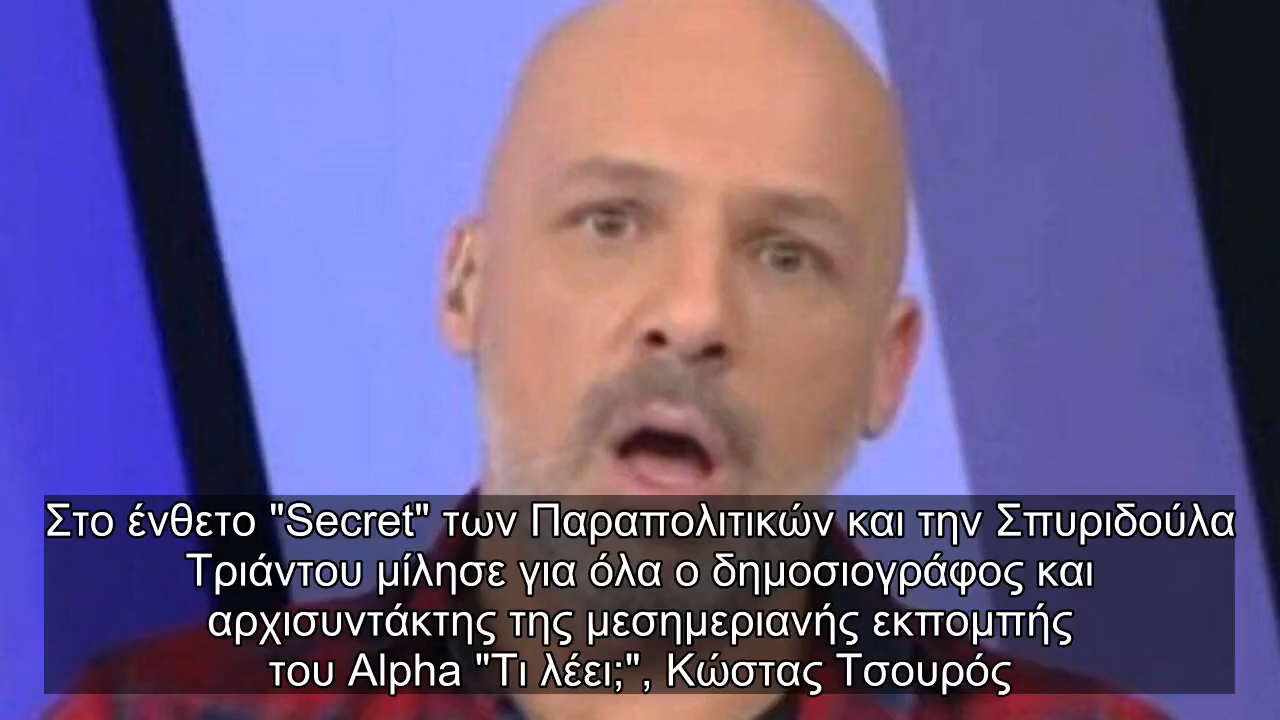 Στο ένθετο "Secret" των Παραπολιτικών και την Σπυριδούλα
Τριάντου μίλησε για όλα ο δημοσιογράφος και
αρχισυντάκτης της μεσημεριανής εκπομπής
του Alpha "Τι λέει;", Κώστας Τσουρός